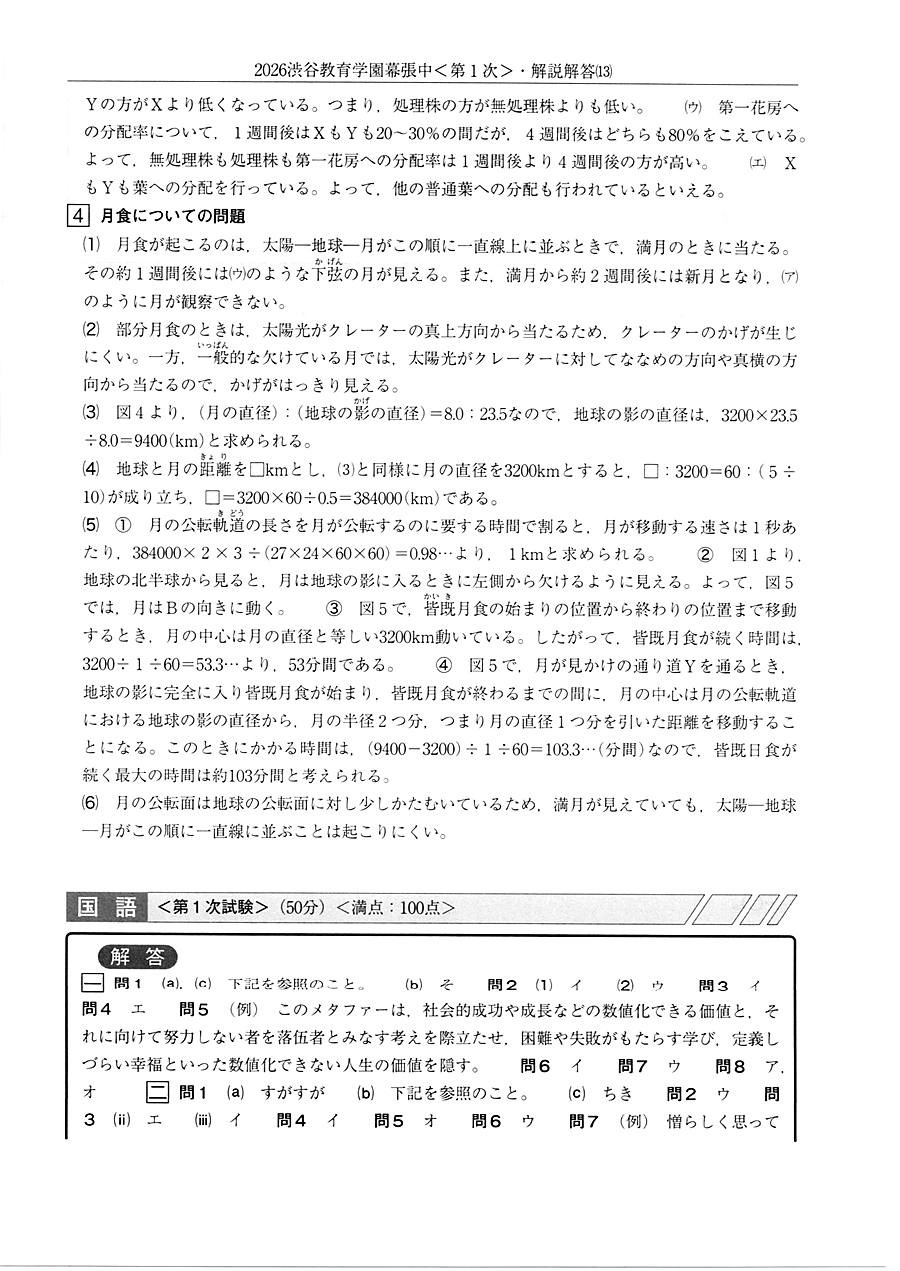 2026渋谷教育学園幕張中＜第1次＞・解説解答⒀
Yの方がXより低くなっている。つまり，処理株の方が無処理株よりも低い。　㈦　第一花房へ
の分配率について，1週間後はXもYも20～30％の間だが，4週間後はどちらも80％をこえている。
よって，無処理株も処理株も第一花房への分配率は1週間後より4週間後の方が高い。　㈓　X
もYも葉への分配を行っている。よって，他の普通葉への分配も行われているといえる。
4 月食についての問題
⑴　月食が起こるのは，太陽―地球―月がこの順に一直線上に並ぶときで，満月のときに当たる。
その約1週間後には(ウ)のような下弦の月が見える。また，満月から約2週間後には新月となり，(ア)
のように月が観察できない。
⑵　部分月食のときは，太陽光がクレーターの真上方向から当たるため，クレーターのかげが生じ
にくい。一方，一般的な欠けている月では，太陽光がクレーターに対してななめの方向や真横の方
向から当たるので，かげがはっきり見える。
⑶　図4より，(月の直径)：(地球の影の直径)＝8.0：23.5なので，地球の影の直径は，3200×23.5
÷8.0＝9400(km)と求められる。
⑷　地球と月の距離を□kmとし，⑶と同様に月の直径を3200kmとすると，□：3200＝60：(5÷
10)が成り立ち，□＝3200×60÷0.5＝384000(km)である。
⑸　①　月の公転軌道の長さを月が公転するのに要する時間で割ると，月が移動する速さは1秒あ
たり，384000×2×3÷(27×24×60×60)＝0.98…より，1kmと求められる。　②　図1より，
地球の北半球から見ると，月は地球の影に入るときに左側から欠けるように見える。よって，図5
では，月はBの向きに動く。　③　図5で，皆既月食の始まりの位置から終わりの位置まで移動
するとき，月の中心は月の直径と等しい3200km動いている。したがって，皆既月食が続く時間は，
3200÷1÷60＝53.3…より，53分間である。　④　図5で，月が見かけの通り道Yを通るとき，
地球の影に完全に入り皆既月食が始まり，皆既月食が終わるまでの間に，月の中心は月の公転軌道
における地球の影の直径から，月の半径2つ分，つまり月の直径1つ分を引いた距離を移動するこ
とになる。このときにかかる時間は，(9400－3200)÷1÷60＝103.3…(分間)なので，皆既日食が
続く最大の時間は約103分間と考えられる。
⑹　月の公転面は地球の公転面に対し少しかたむいているため，満月が見えていても，太陽―地球
―月がこの順に一直線に並ぶことは起こりにくい。
国語　＜第1次試験＞（50分）＜満点：100点＞
解答
一　問1　(a)，(c)　下記を参照のこと。　(b)　そ　問2　(1)　イ　(2)　ウ　問3　イ
問4　エ　問5　（例）　このメタファーは，社会的成功や成長などの数値化できる価値と，そ
れに向けて努力しない者を落伍者とみなす考えを際立たせ，困難や失敗がもたらす学び，定義し
づらい幸福といった数値化できない人生の価値を隠す。　問6　イ　問7　ウ　問8　ア，
オ　二　問1　(a)　すがすが　(b)　下記を参照のこと。　(c)　ちき　問2　ウ　問
3　(ii)　エ　(iii)　イ　問4　イ　問5　オ　問6　ウ　問7　（例）　憎らしく思って